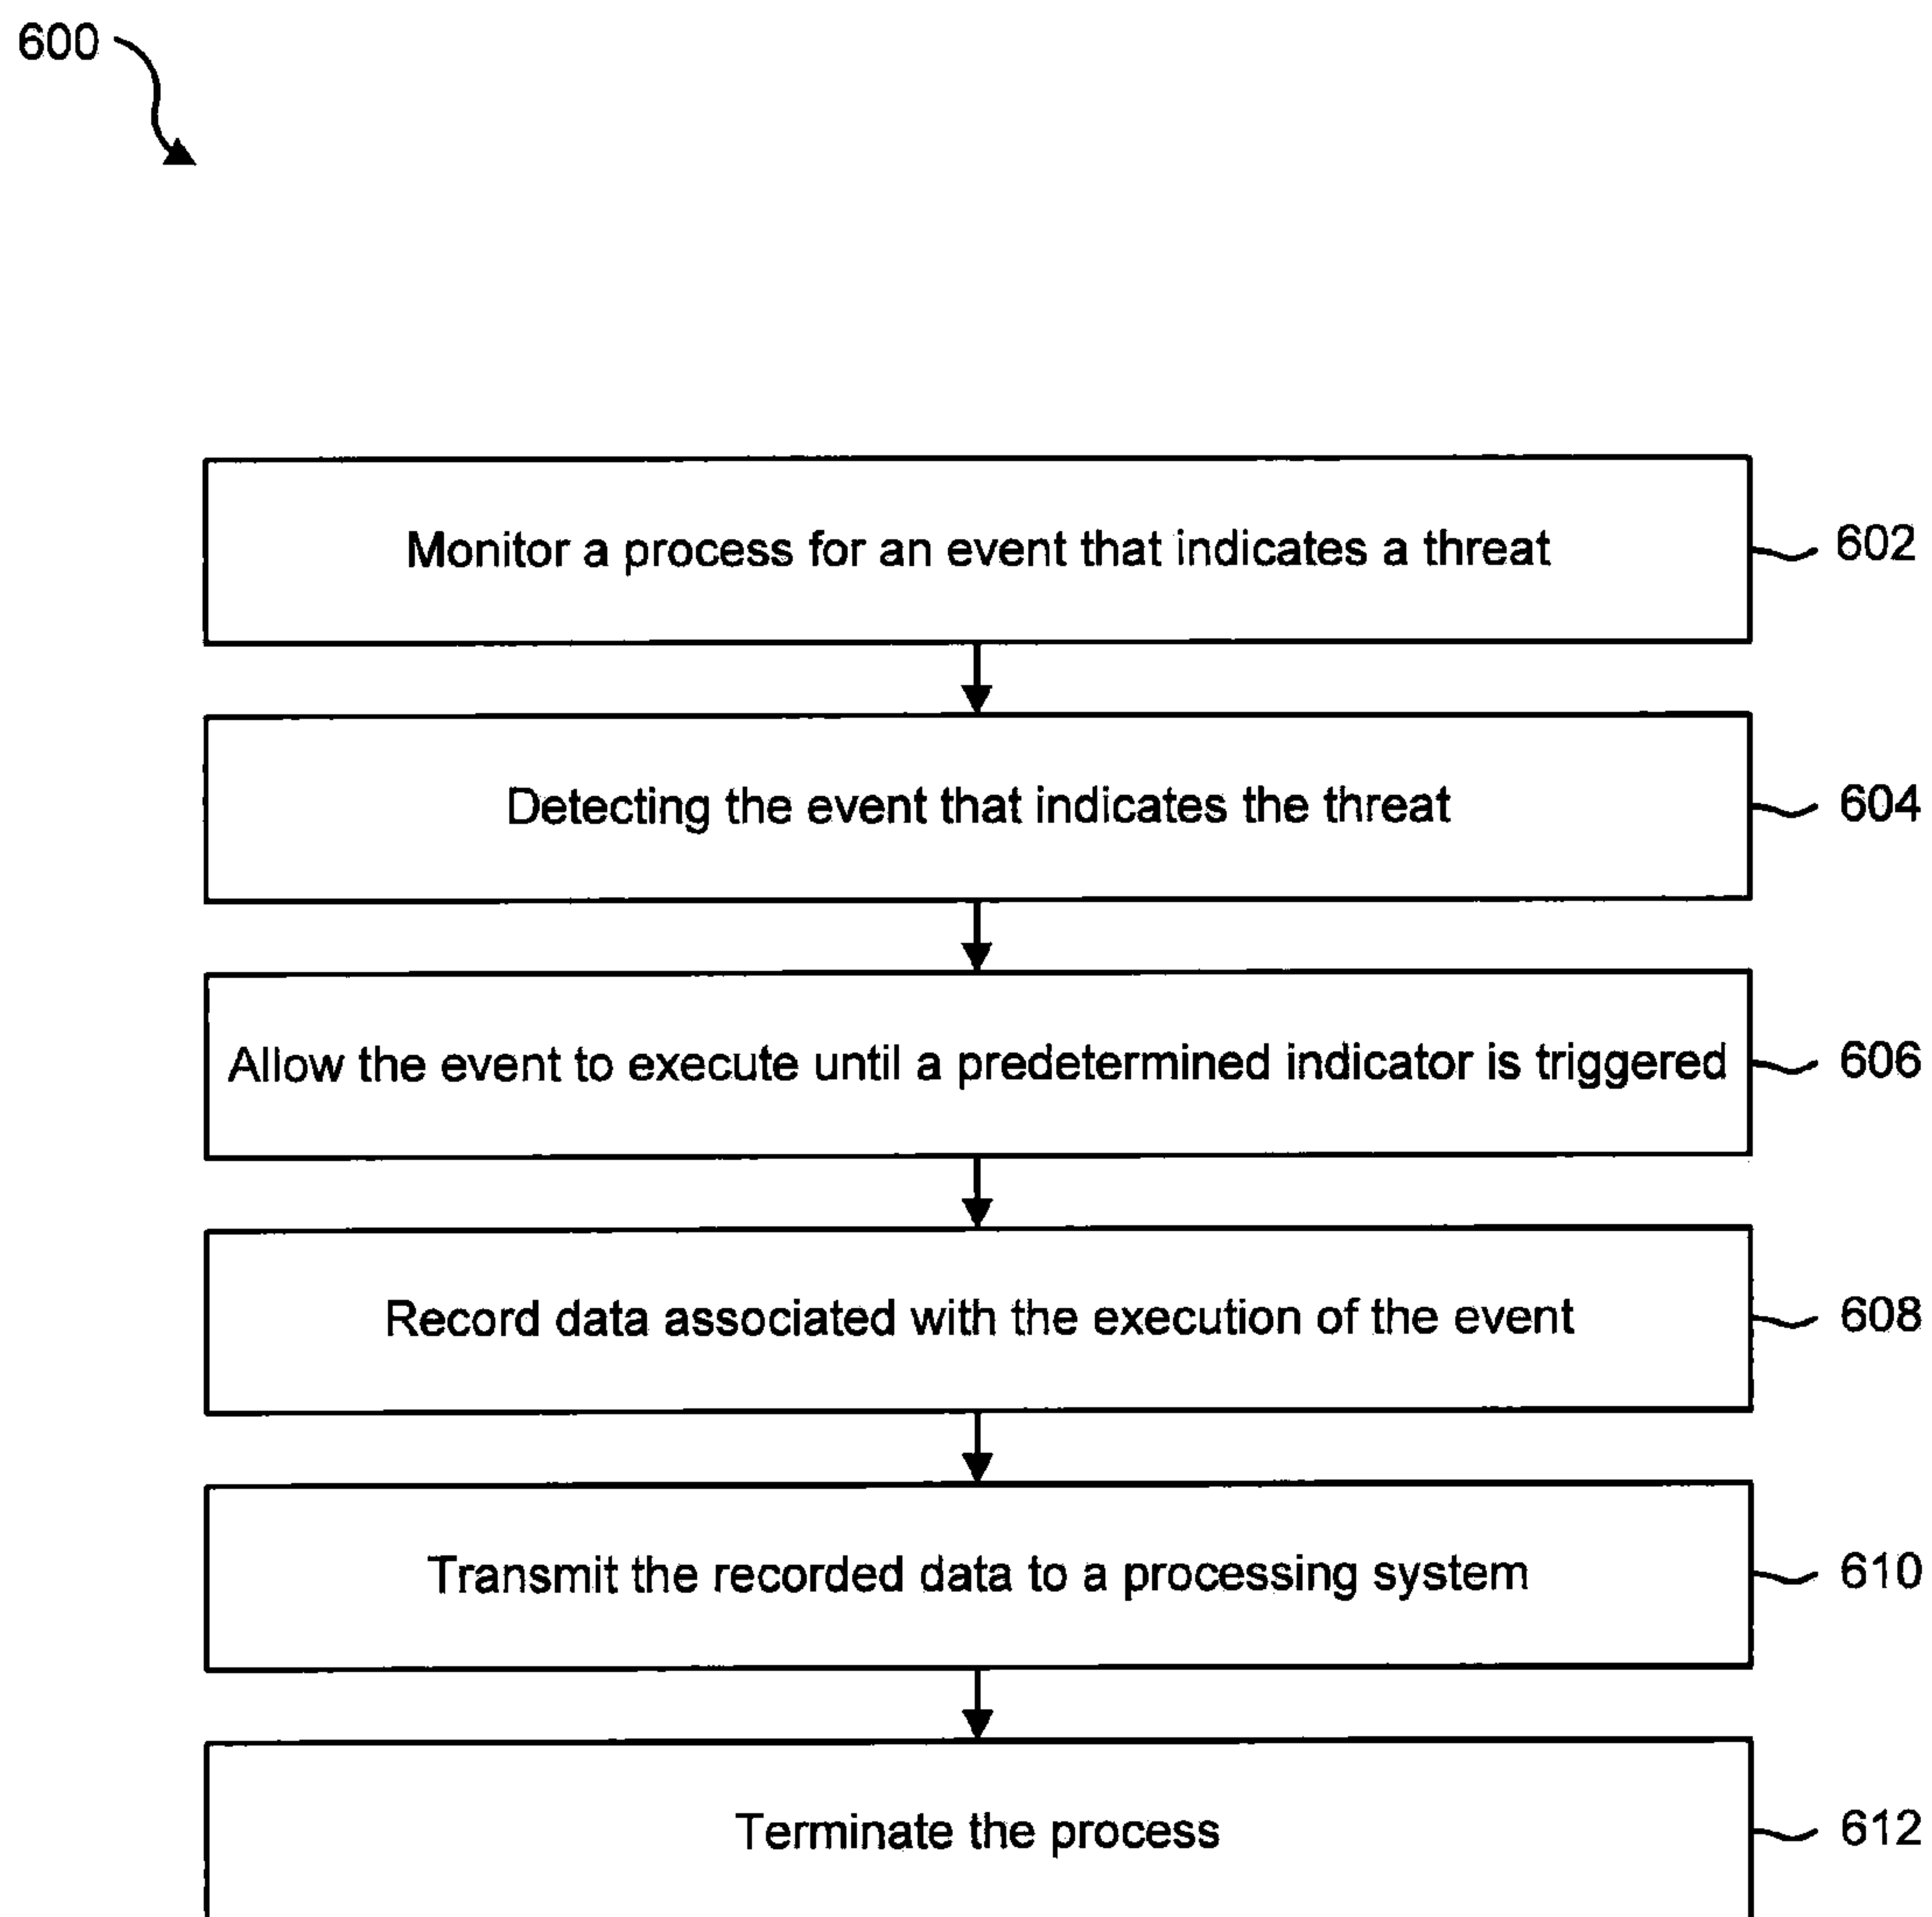 600
Monitor a process for an event that indicates a threat
602
Detecting the event that indicates the threat
604
Allow the event to execute until a predetermined indicator is triggered
606
Record data associated with the execution of the event
608
Transmit the recorded data to a processing system
610
Terminate the process
612